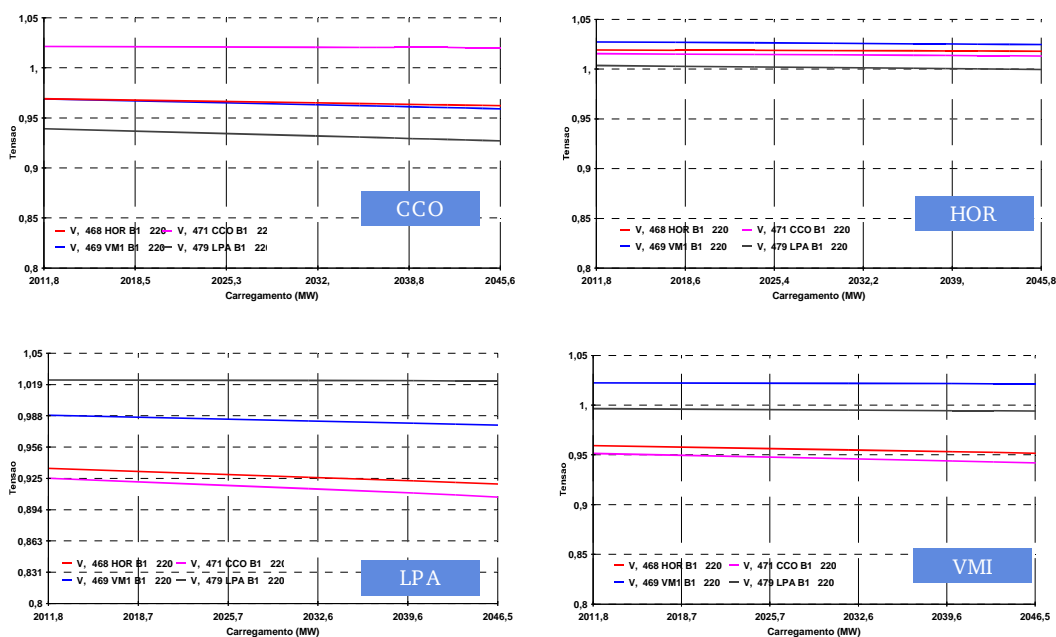 1,05
1,
0,95
0,9
0,85
0,8
Tensao
CCO
V, 468 HOR B1 220
V, 471 CCO B1 22
V, 469 VM1 B1 220
V, 479 LPA B1 220
2011,8 2018,5 2025,3 2032, 2038,8 2045,6
Carregamento (MW)
1,05
1,
0,95
0,9
0,85
0,8
Tensao
HOR
V, 468 HOR B1 220
V, 471 CCO B1 220
V, 469 VM1 B1 220
V, 479 LPA B1 220
2011,8 2018,6 2025,4 2032,2 2039, 2045,8
Carregamento (MW)
1,05
1,019
0,988
0,956
0,925
0,894
0,863
0,831
0,8
Tensao
LPA
V, 468 HOR B1 220
V, 471 CCO B1 220
V, 469 VM1 B1 220
V, 479 LPA B1 220
2011,8 2018,7 2025,7 2032,6 2039,6 2046,5
Carregamento (MW)
1,05
1,
0,95
0,9
0,85
0,8
Tensao
VMI
V, 468 HOR B1 220
V, 471 CCO B1 220
V, 469 VM1 B1 220
V, 479 LPA B1 220
2011,8 2018,7 2025,7 2032,6 2039,6 2046,5
Carregamento (MW)